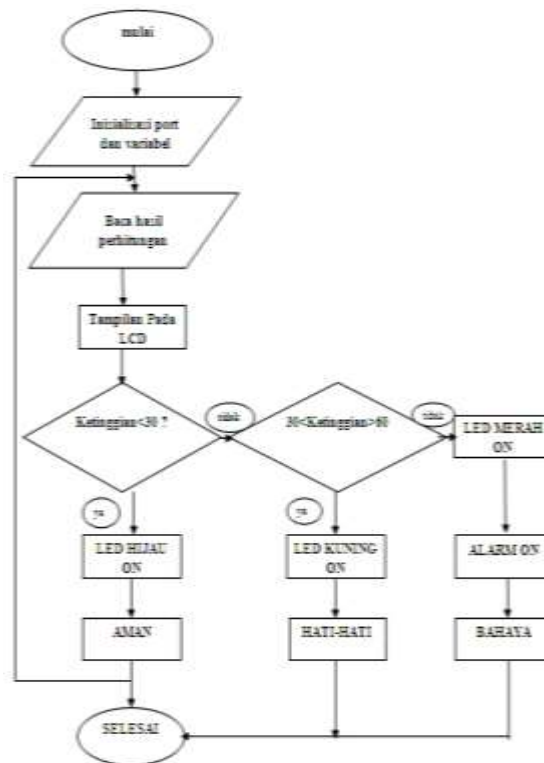 mulai
Inisialisasi port
dan variabel
Baca hasil
perhitungan
Tampilan Pada
LCD
Ketinggian<30 ?
tidak
30<Ketinggian>60
tidak
LED MERAH
ON
ya
LED HIJAU
ON
ya
LED KUNING
ON
ALARM ON
AMAN
HATI-HATI
BAHAYA
SELESAI